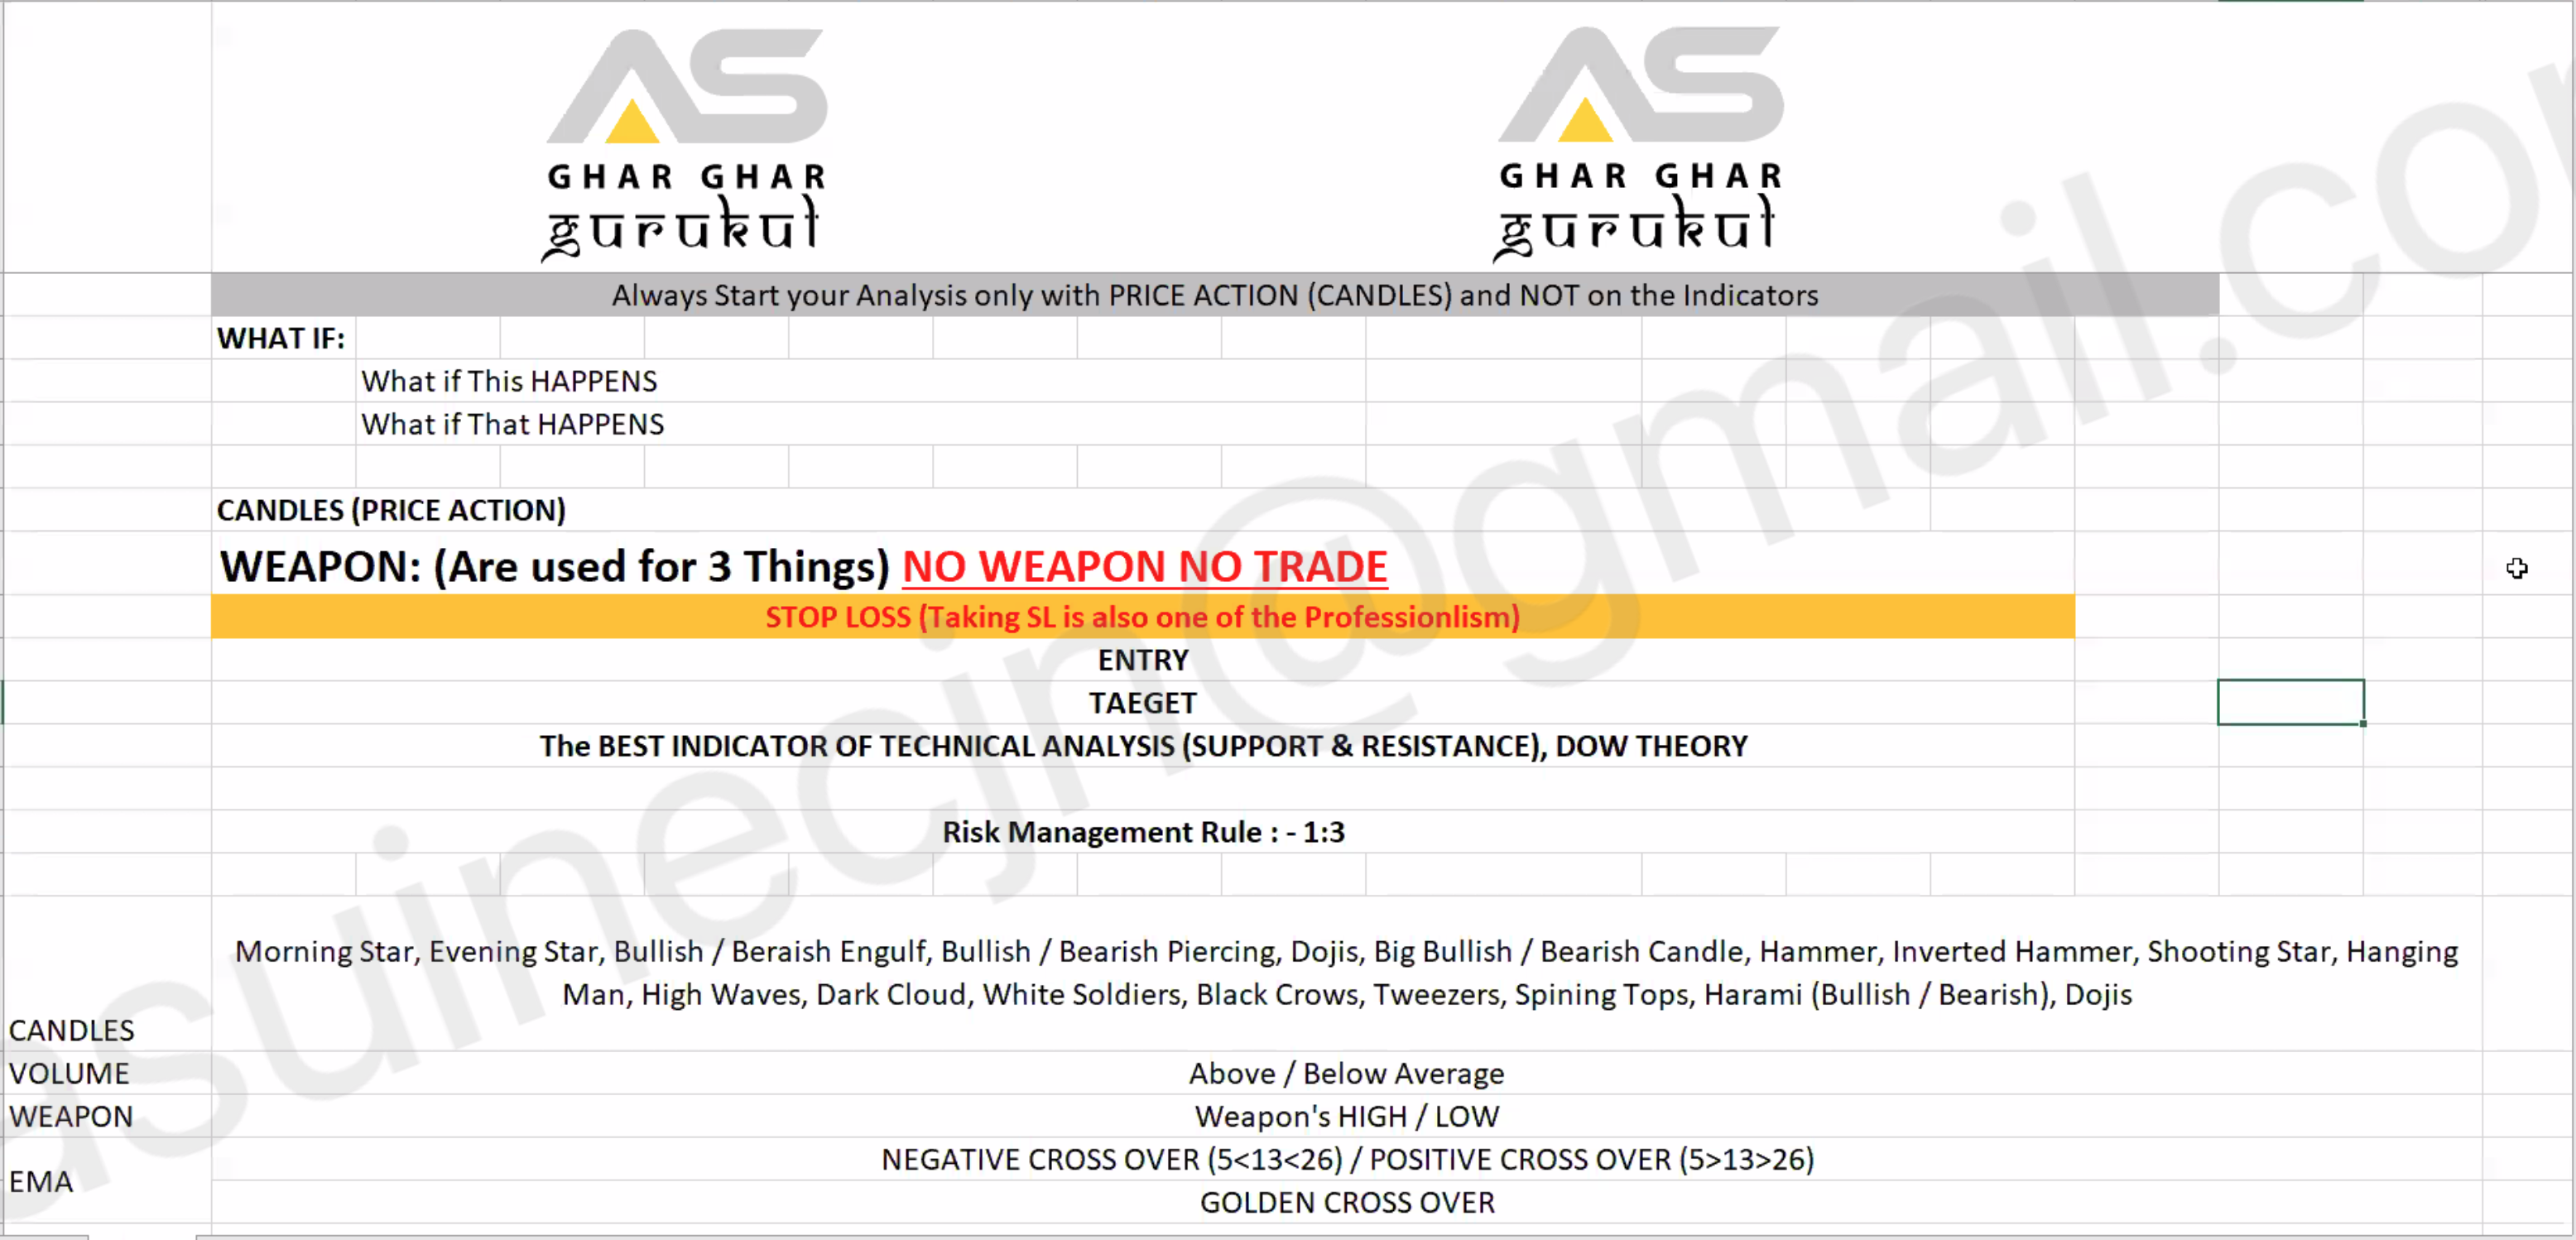 AS
GHAR GHAR
gurukul
AS
GHAR GHAR
gurukul
Always Start your Analysis only with PRICE ACTION (CANDLES) and NOT on the Indicators
WHAT IF:
What if This HAPPENS
What if That HAPPENS
CANDLES (PRICE ACTION)
WEAPON: (Are used for 3 Things) NO WEAPON NO TRADE
STOP LOSS (Taking SL is also one of the Professionlism)
ENTRY
TAEGET
The BEST INDICATOR OF TECHNICAL ANALYSIS (SUPPORT & RESISTANCE), DOW THEORY
Risk Management Rule : - 1:3
Morning Star, Evening Star, Bullish / Beraish Engulf, Bullish / Bearish Piercing, Dojis, Big Bullish / Bearish Candle, Hammer, Inverted Hammer, Shooting Star, Hanging
Man, High Waves, Dark Cloud, White Soldiers, Black Crows, Tweezers, Spining Tops, Harami (Bullish / Bearish), Dojis
CANDLES
VOLUME Above / Below Average
WEAPON Weapon's HIGH / LOW
NEGATIVE CROSS OVER (5<13<26) / POSITIVE CROSS OVER (5>13>26)
EMA
GOLDEN CROSS OVER